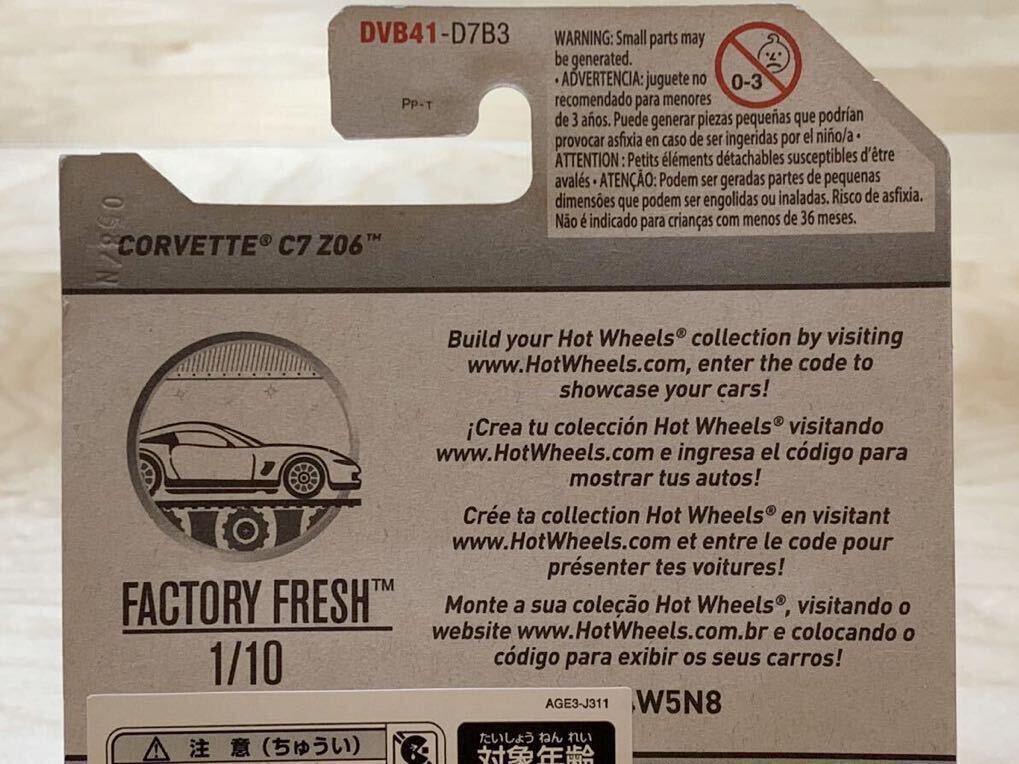 DVB41-D7B3
PP-T
WARNING: Small parts may
be generated.
• ADVERTENCIA: juguete no
recomendado para menores
de 3 años. Puede generar piezas pequeñas que podrían
provocar asfixia en caso de ser ingeridas por el niño/a •
ATTENTION : Petits éléments détachables susceptibles d'être
avalés • ATENÇÃO: Podem ser geradas partes de pequenas
dimensões que podem ser engolidas ou inaladas. Risco de asfixia.
Não é indicado para crianças com menos de 36 meses.
0-3
CORVETTE® C7 Z06™
Build your Hot Wheels® collection by visiting
www.HotWheels.com, enter the code to
showcase your cars!
¡Crea tu colección Hot Wheels® visitando
www.HotWheels.com e ingresa el código para
mostrar tus autos!
Crée ta collection Hot Wheels® en visitant
www.HotWheels.com et entre le code pour
présenter tes voitures!
Monte a sua coleção Hot Wheels®, visitando o
website www.HotWheels.com.br e colocando o
código para exibir os seus carros!
FACTORY FRESH™
1/10
W5N8
AGE3-J311
注 意(ちゅうい)
たいしょう ねん れい
対象年齢